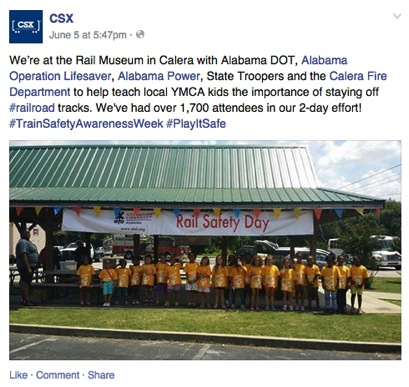 CSX
CSX
June 5 at 5:47pm ·
We're at the Rail Museum in Calera with Alabama DOT, Alabama
Operation Lifesaver, Alabama Power, State Troopers and the Calera Fire
Department to help teach local YMCA kids the importance of staying off
#railroad tracks. We've had over 1,700 attendees in our 2-day effort!
#TrainSafetyAwarenessWeek #PlayItSafe
Rail Safety Day
Like · Comment · Share